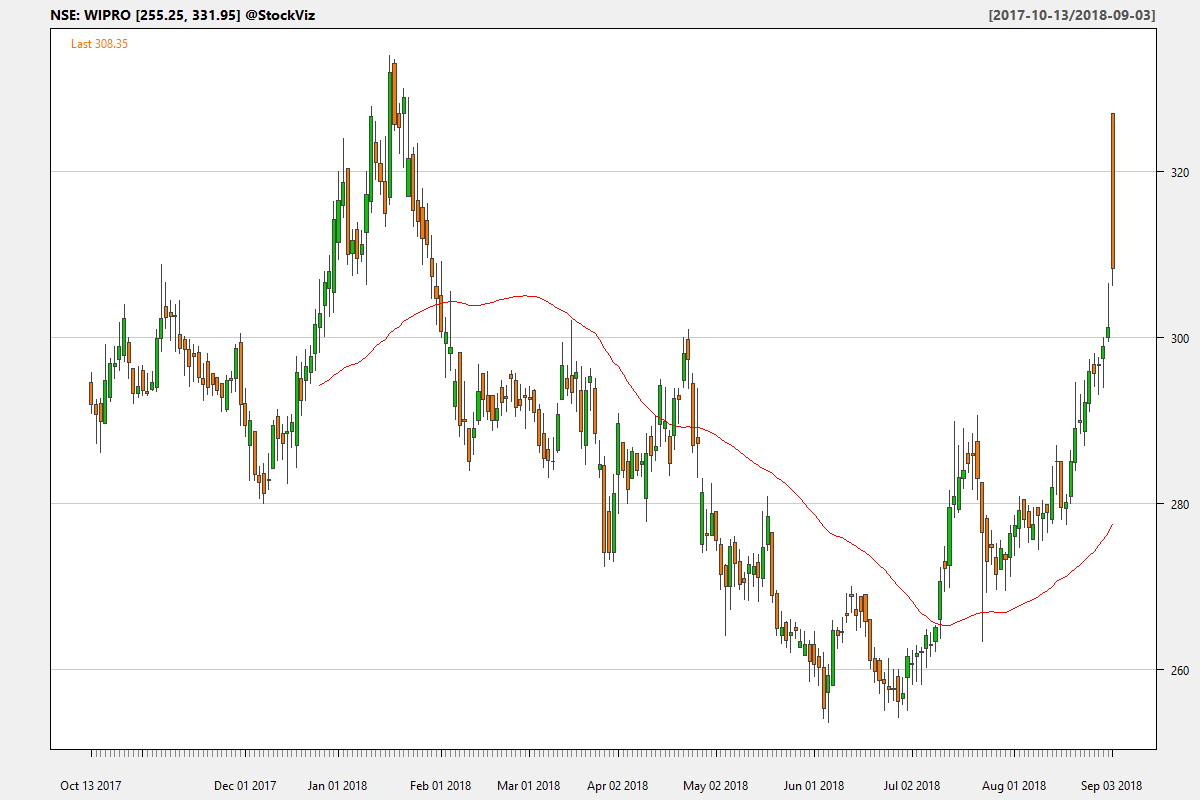 NSE: WIPRO [255.25, 331.95] @StockViz [2017-10-13/2018-09-03]
Last 308.35
320
300
280
260
Oct 13 2017 Dec 01 2017 Jan 01 2018 Feb 01 2018 Mar 01 2018 Apr 02 2018 May 02 2018 Jun 01 2018 Jul 02 2018 Aug 01 2018 Sep 03 2018